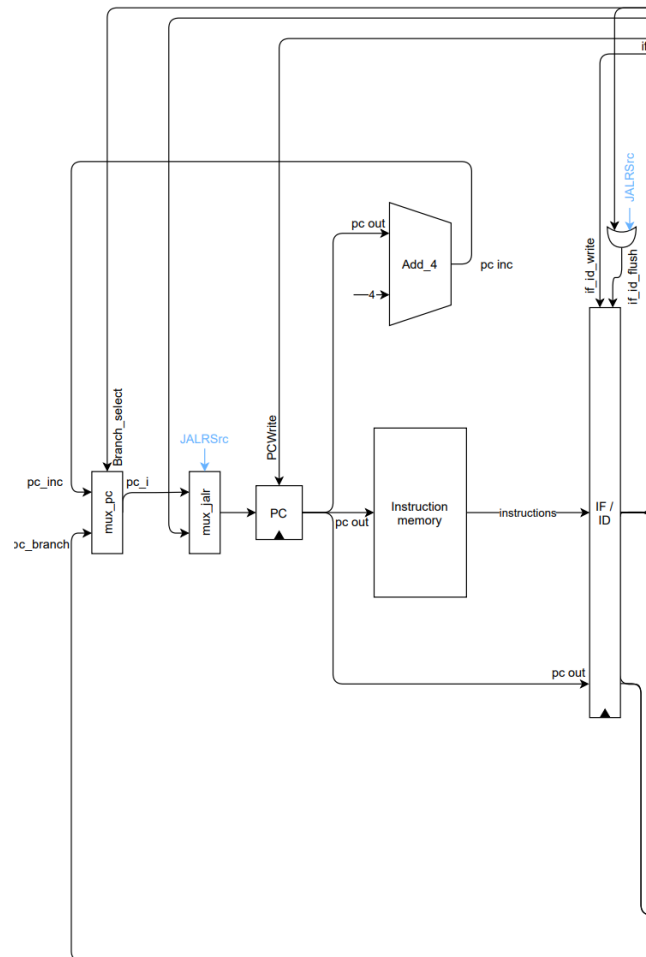 if
JALRSrc
pc out
Add_4
pc inc
4
if_id_write
if_id_flush
Branch_select
PCWrite
JALRSrc
pc_inc
pc_i
mux_pc
mux_jalr
PC
pc out
Instruction
memory
instructions
IF /
ID
pc_branch
pc out